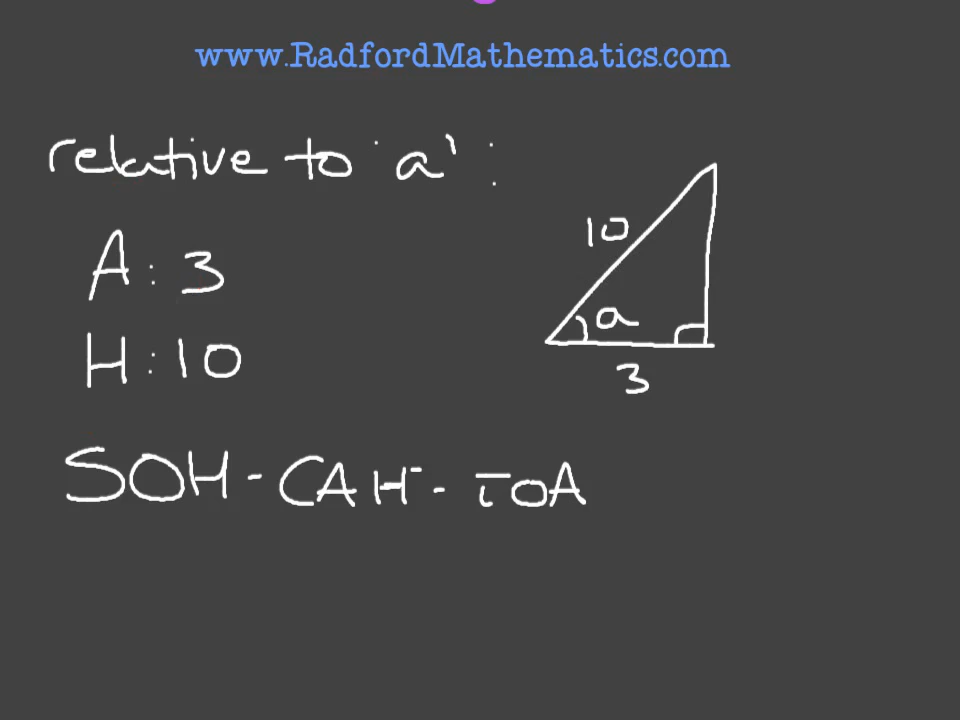 www.RadfordMathematics.com
relative to 'a' :
A : 3
H : 10
10
a
3
SOH - CAH - TOA